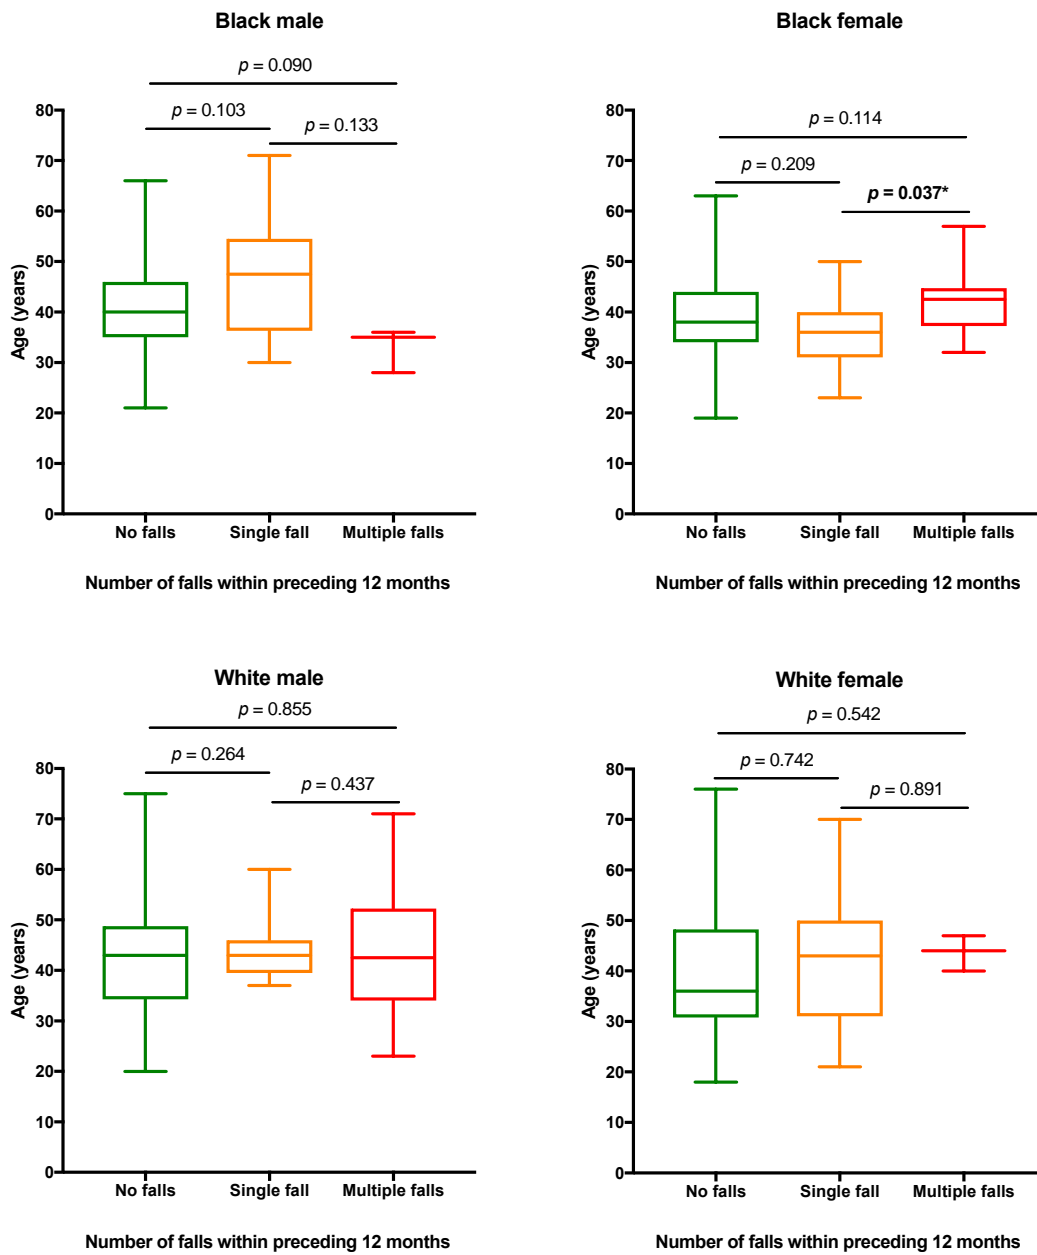 Black male
p = 0.090
p = 0.103
p = 0.133
80
70
60
50
40
30
20
10
0
Age (years)
No falls Single fall Multiple falls
Number of falls within preceding 12 months
Black female
p = 0.114
p = 0.209
p = 0.037*
80
70
60
50
40
30
20
10
0
Age (years)
No falls Single fall Multiple falls
Number of falls within preceding 12 months
White male
p = 0.855
p = 0.264
p = 0.437
80
70
60
50
40
30
20
10
0
Age (years)
No falls Single fall Multiple falls
Number of falls within preceding 12 months
White female
p = 0.542
p = 0.742
p = 0.891
80
70
60
50
40
30
20
10
0
Age (years)
No falls Single fall Multiple falls
Number of falls within preceding 12 months